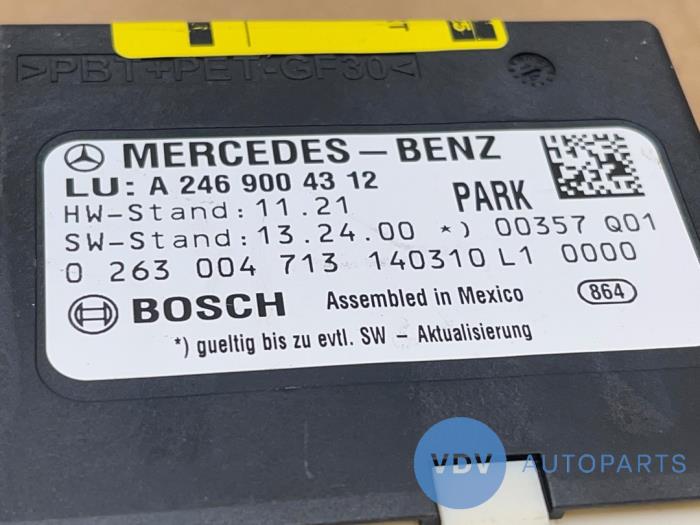 >PBT+PET-GF30<
MERCEDES-BENZ
LU: A 246 900 43 12
PARK
HW-Stand: 11.21
SW-Stand: 13.24.00 *) 00357 Q01
0 263 004 713 140310 L1 0000
BOSCH Assembled in Mexico 864
*) gueltig bis zu evtl. SW - Aktualisierung
VDV AUTOPARTS